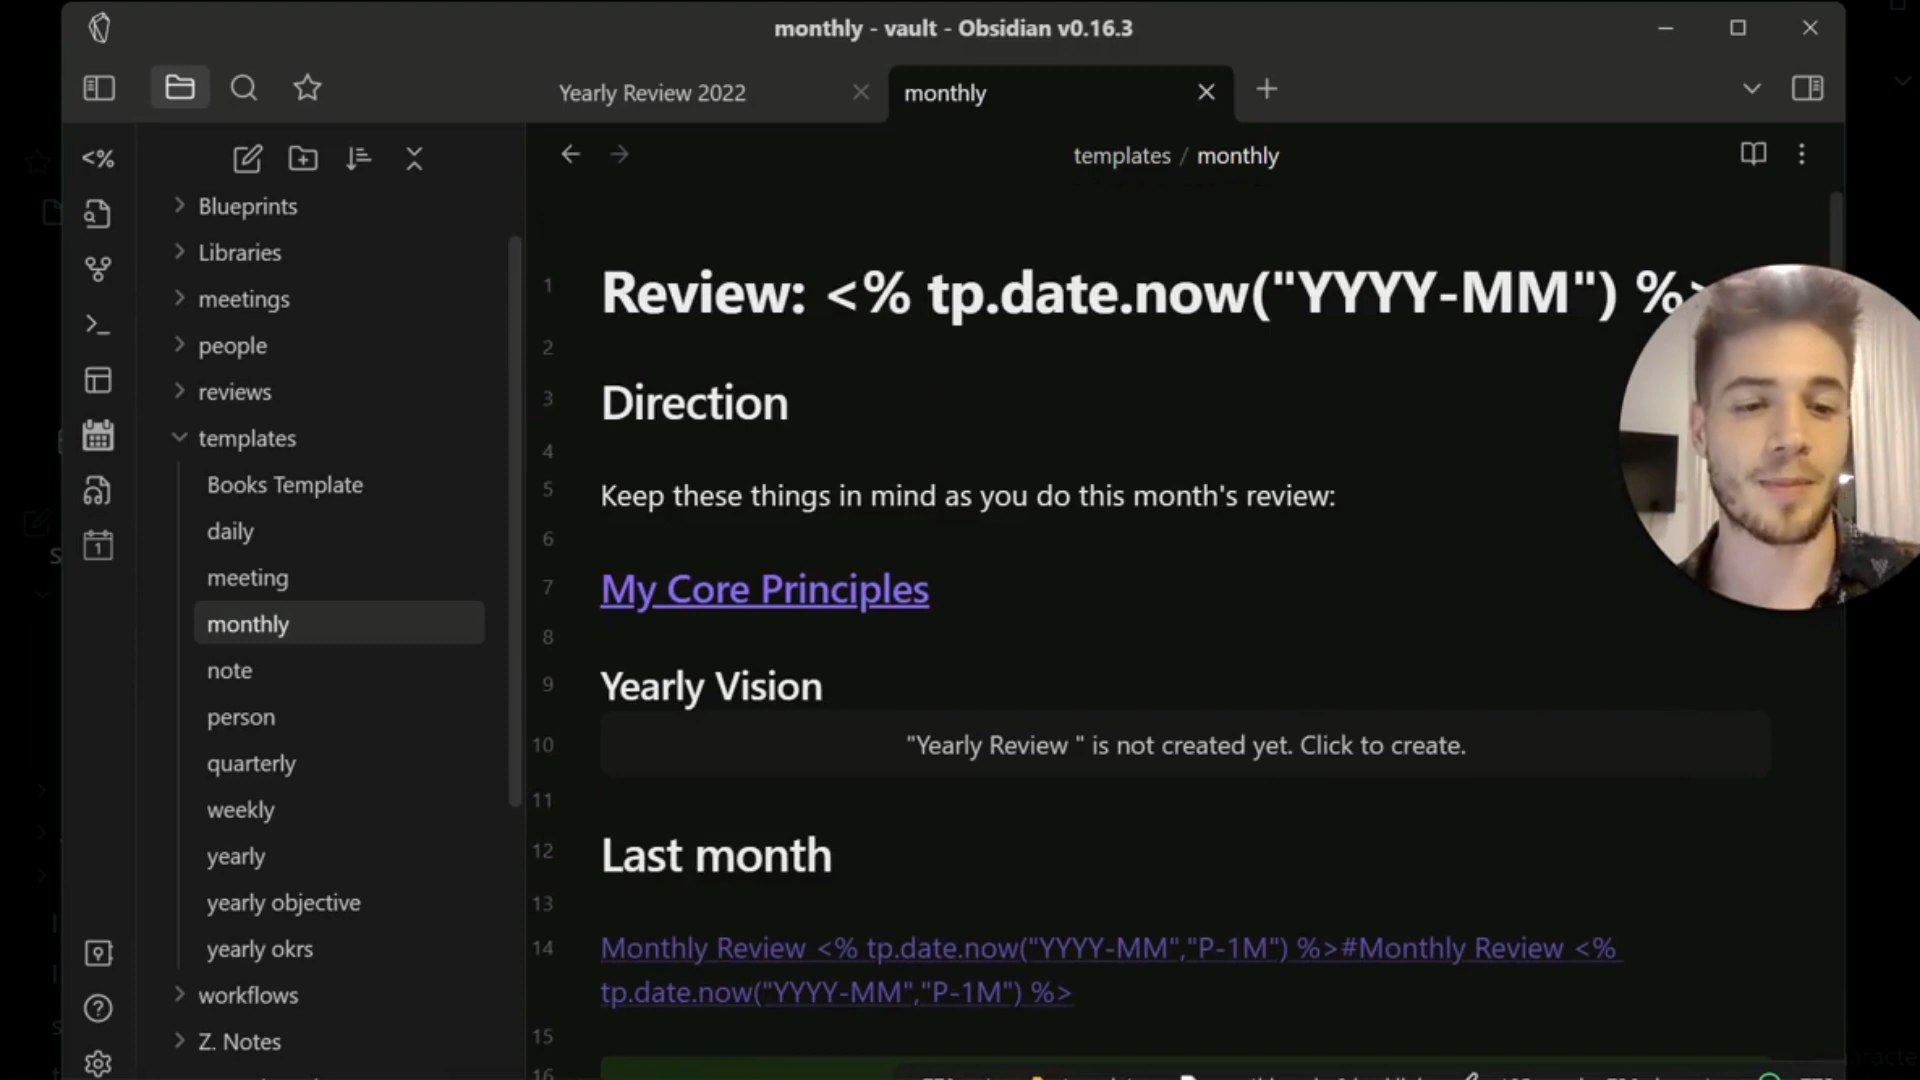 monthly - vault - Obsidian v0.16.3
Yearly Review 2022
monthly
<%
templates / monthly
Blueprints
Libraries
meetings
people
reviews
templates
Books Template
daily
meeting
monthly
note
person
quarterly
weekly
yearly
yearly objective
yearly okrs
workflows
Z. Notes
1
1 Review: <% tp.date.now("YYYY-MM") %>
2
3 Direction
4
5 Keep these things in mind as you do this month's review:
6
7 My Core Principles
8
9 Yearly Vision
10 "Yearly Review " is not created yet. Click to create.
11
12 Last month
13
14 Monthly Review <% tp.date.now("YYYY-MM","P-1M") %>#Monthly Review <%
tp.date.now("YYYY-MM","P-1M") %>
15
16